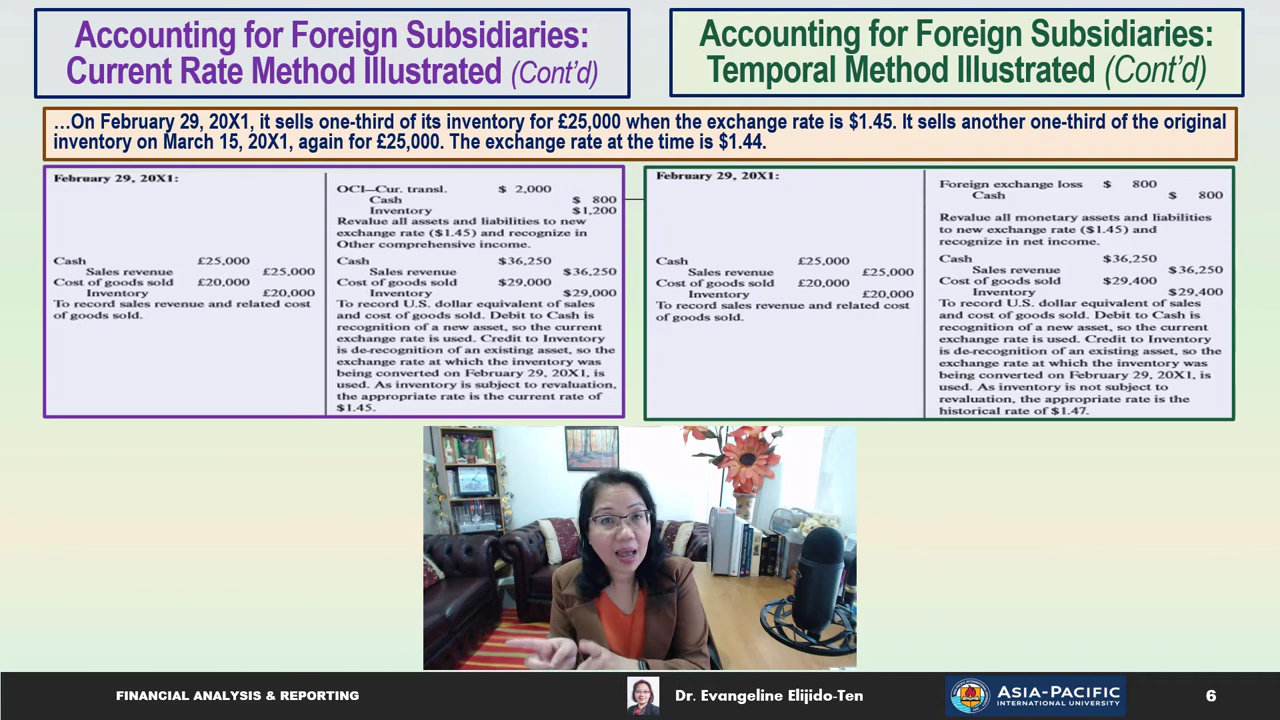 Accounting for Foreign Subsidiaries:
Current Rate Method Illustrated (Cont’d)
Accounting for Foreign Subsidiaries:
Temporal Method Illustrated (Cont’d)
…On February 29, 20X1, it sells one-third of its inventory for £25,000 when the exchange rate is $1.45. It sells another one-third of the original
inventory on March 15, 20X1, again for £25,000. The exchange rate at the time is $1.44.
February 29, 20X1:
Cash £25,000
Sales revenue £25,000
Cost of goods sold £20,000
Inventory £20,000
To record sales revenue and related cost
of goods sold.
OCI—Cur. transl. $ 2,000
Cash $ 800
Inventory $1,200
Revalue all assets and liabilities to new
exchange rate ($1.45) and recognize in
Other comprehensive income.
Cash $36,250
Sales revenue $36,250
Cost of goods sold $29,000
Inventory $29,000
To record U.S. dollar equivalent of sales
and cost of goods sold. Debit to Cash is
recognition of a new asset, so the current
exchange rate is used. Credit to Inventory
is de-recognition of an existing asset, so the
exchange rate at which the inventory was
being converted on February 29, 20X1, is
used. As inventory is subject to revaluation,
the appropriate rate is the current rate of
$1.45.
February 29, 20X1:
Cash £25,000
Sales revenue £25,000
Cost of goods sold £20,000
Inventory £20,000
To record sales revenue and related cost
of goods sold.
Foreign exchange loss $ 800
Cash $ 800
Revalue all monetary assets and liabilities
to new exchange rate ($1.45) and
recognize in net income.
Cash $36,250
Sales revenue $36,250
Cost of goods sold $29,400
Inventory $29,400
To record U.S. dollar equivalent of sales
and cost of goods sold. Debit to Cash is
recognition of a new asset, so the current
exchange rate is used. Credit to Inventory
is de-recognition of an existing asset, so the
exchange rate at which the inventory was
being converted on February 29, 20X1, is
used. As inventory is not subject to
revaluation, the appropriate rate is the
historical rate of $1.47.
FINANCIAL ANALYSIS & REPORTING
Dr. Evangeline Elijido-Ten
ASIA-PACIFIC
INTERNATIONAL UNIVERSITY
6